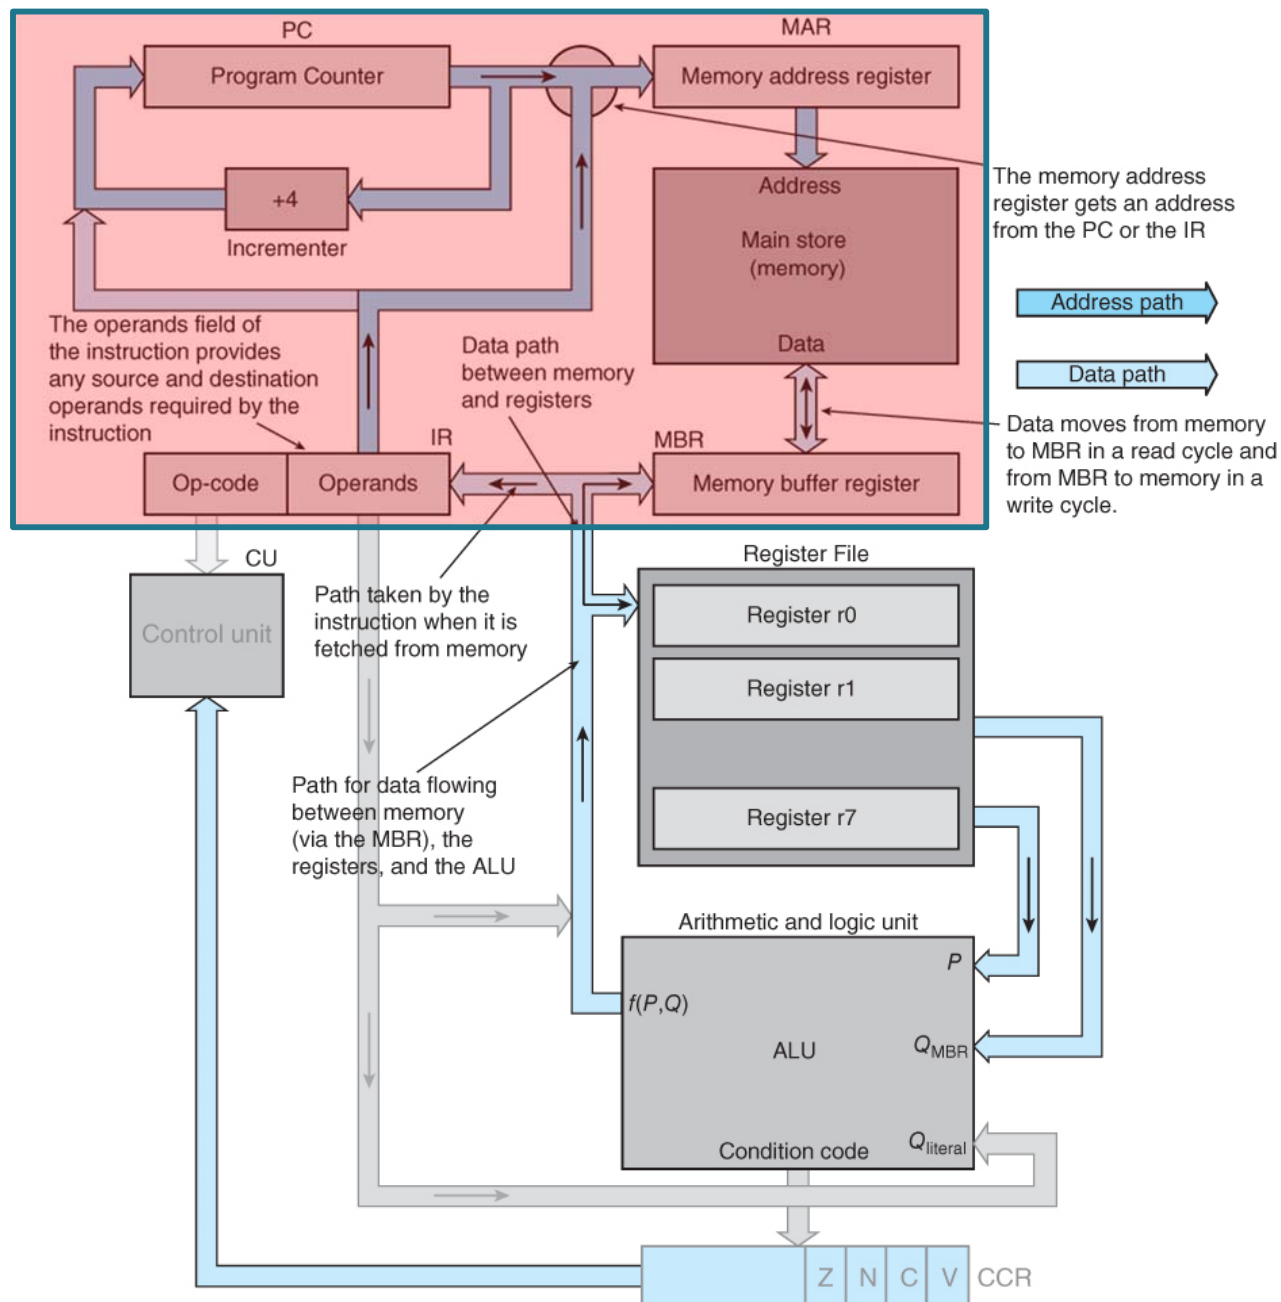 PC
MAR
Program Counter
Memory address register
+4
Incrementer
Address
Main store
(memory)
Data
The memory address
register gets an address
from the PC or the IR
Address path
Data path
The operands field of
the instruction provides
any source and destination
operands required by the
instruction
Data path
between memory
and registers
Data moves from memory
to MBR in a read cycle and
from MBR to memory in a
write cycle.
IR
MBR
Op-code
Operands
Memory buffer register
CU
Control unit
Path taken by the
instruction when it is
fetched from memory
Register File
Register r0
Register r1
Register r7
Path for data flowing
between memory
(via the MBR), the
registers, and the ALU
Arithmetic and logic unit
P
f(P,Q)
ALU
QMBR
Qliteral
Condition code
Z N C V CCR